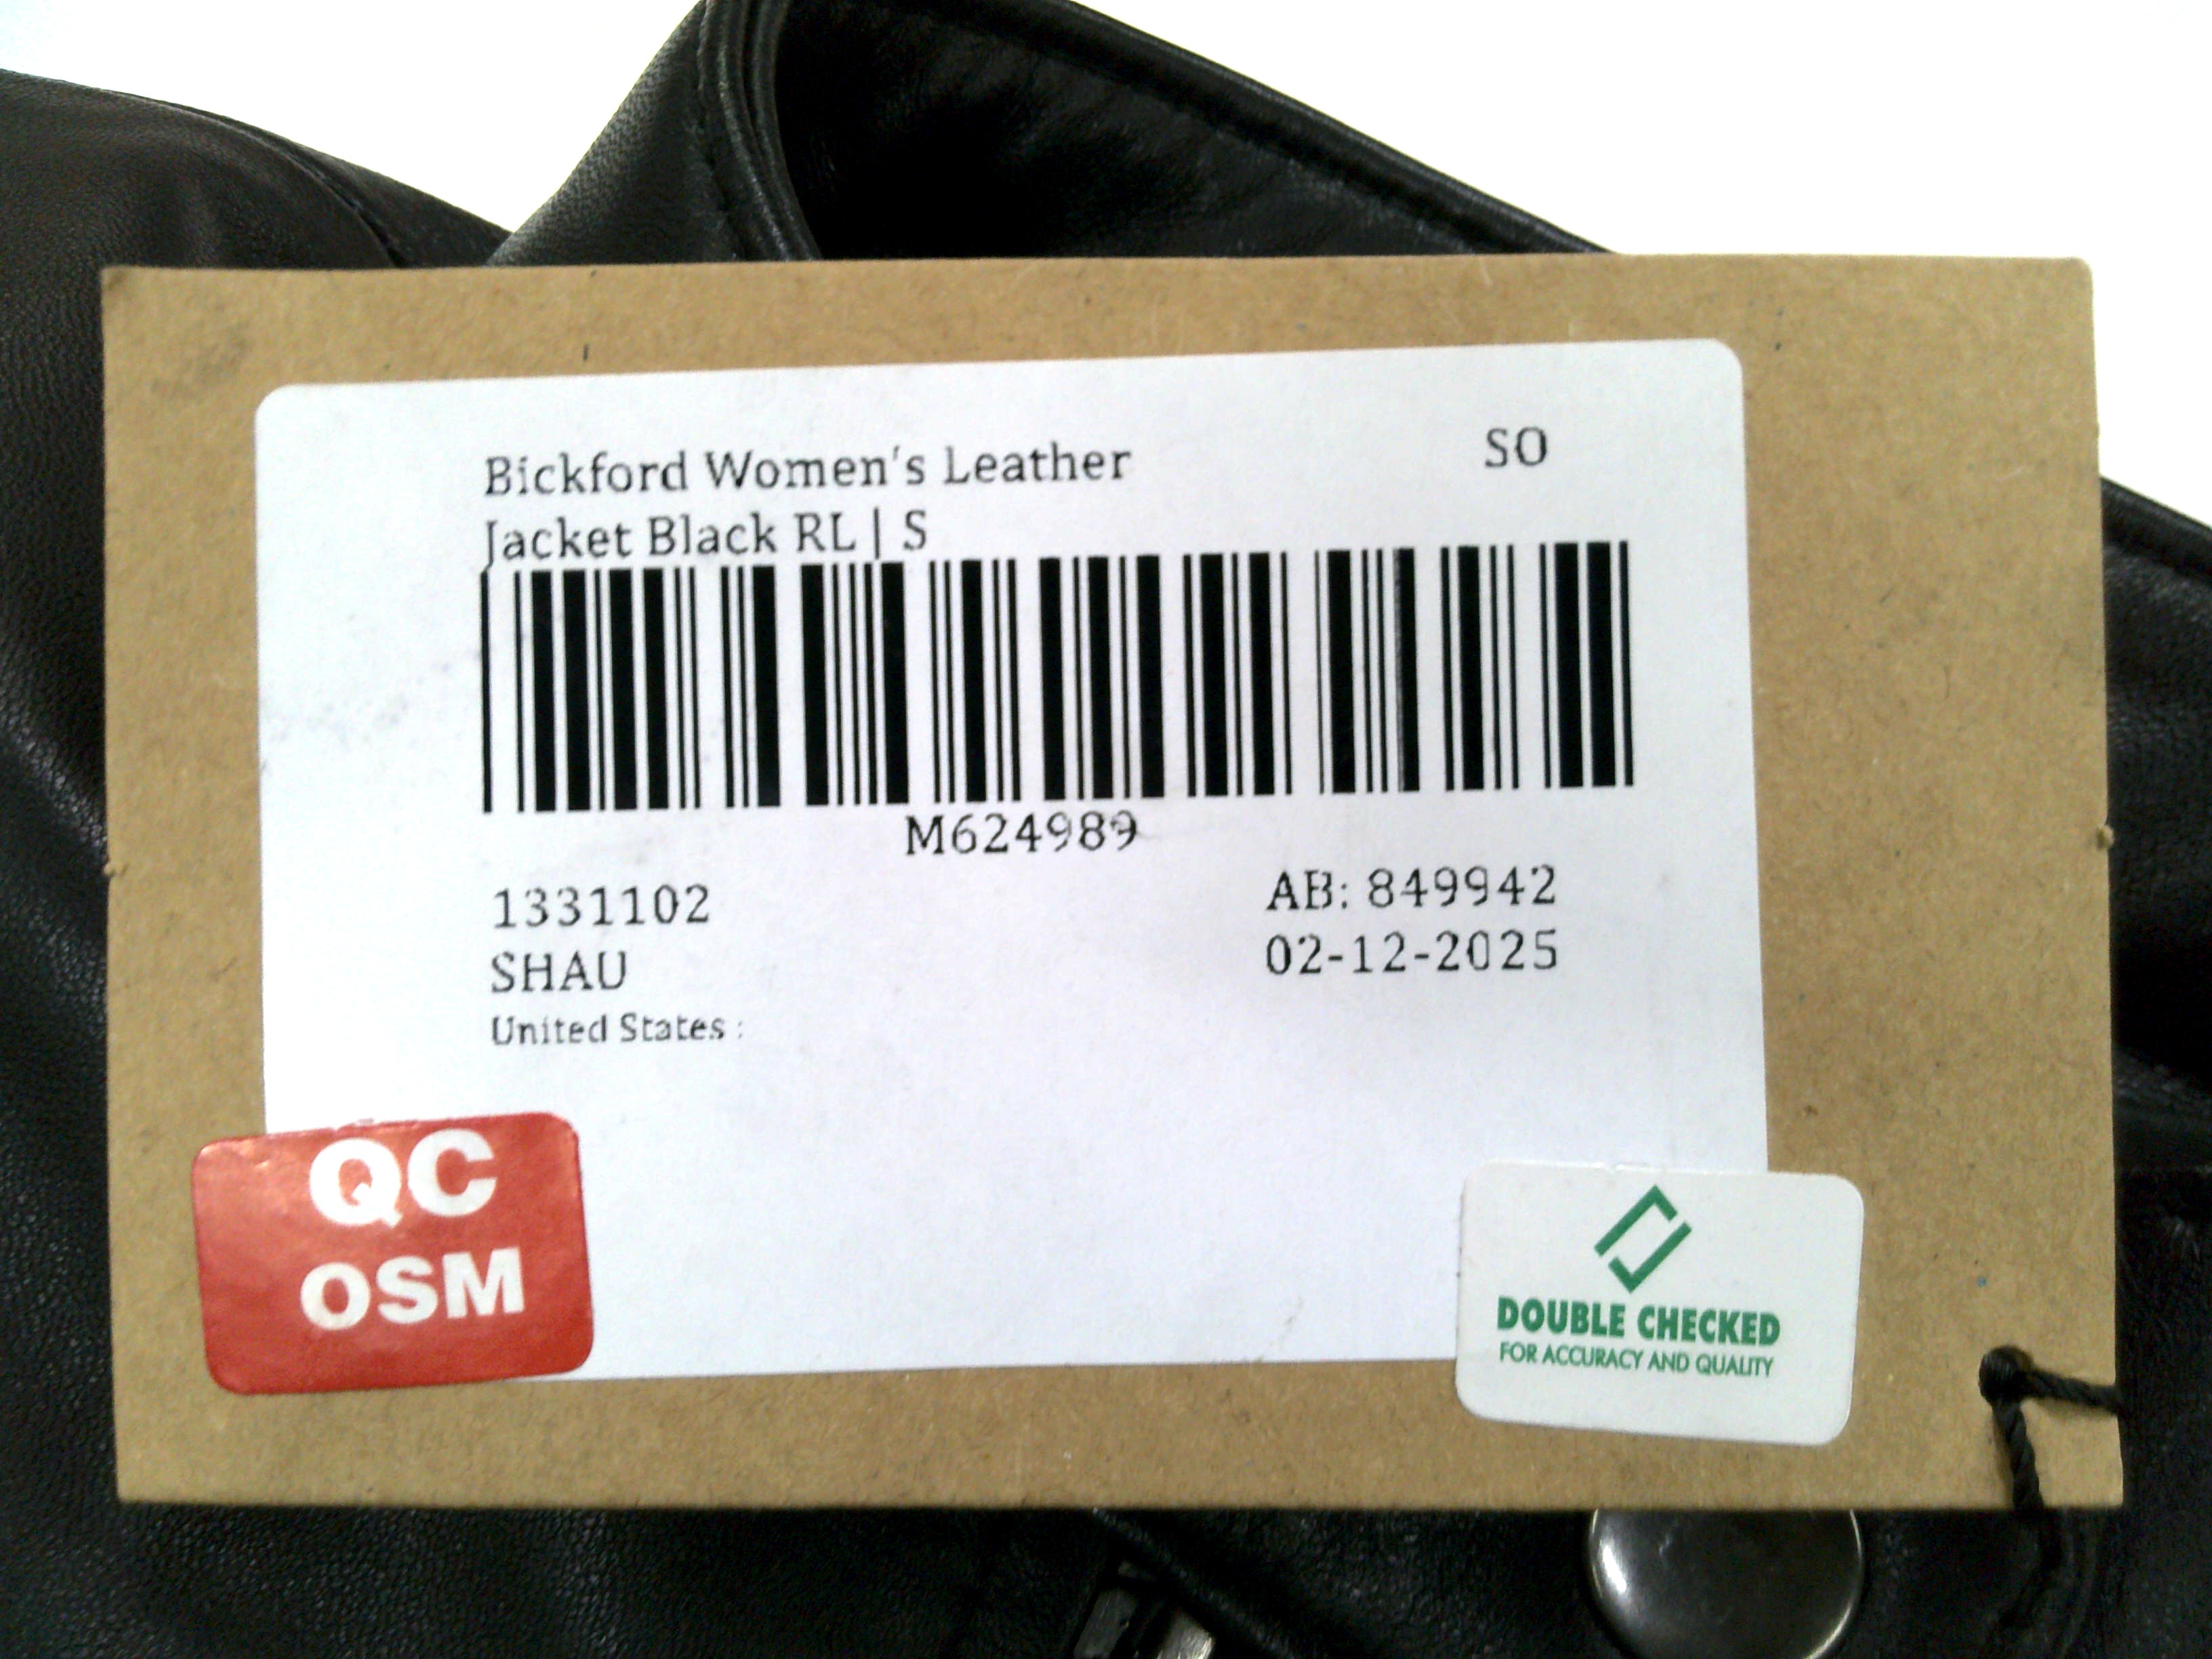 Bickford Women's Leather SO
Jacket Black RL | S
M624989
1331102 AB: 849942
SHAU 02-12-2025
United States :
QC
OSM
DOUBLE CHECKED
FOR ACCURACY AND QUALITY